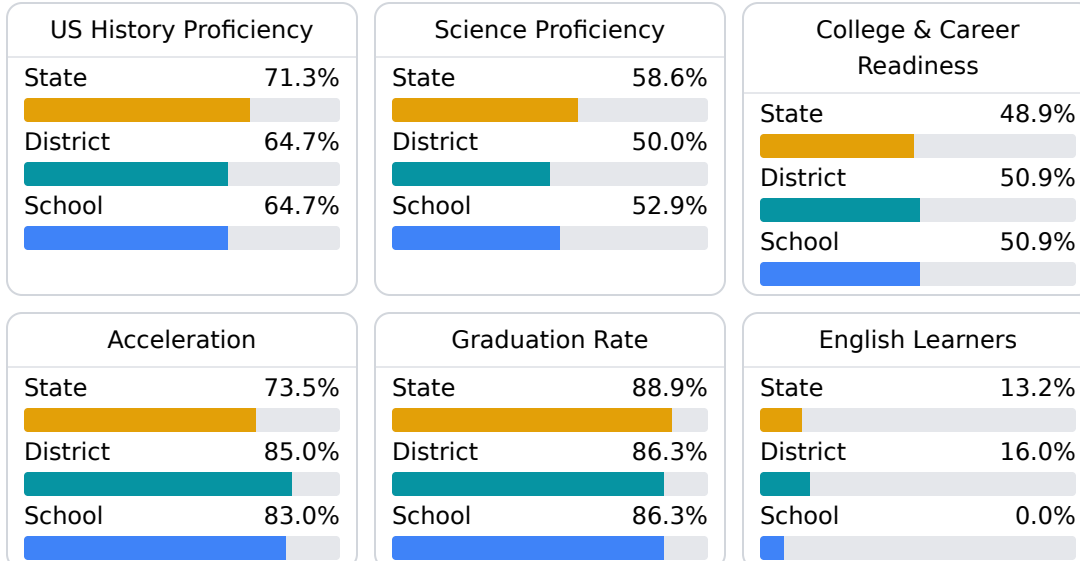 US History Proficiency
State 71.3%
District 64.7%
School 64.7%
Science Proficiency
State 58.6%
District 50.0%
School 52.9%
College & Career
Readiness
State 48.9%
District 50.9%
School 50.9%
Acceleration
State 73.5%
District 85.0%
School 83.0%
Graduation Rate
State 88.9%
District 86.3%
School 86.3%
English Learners
State 13.2%
District 16.0%
School 0.0%